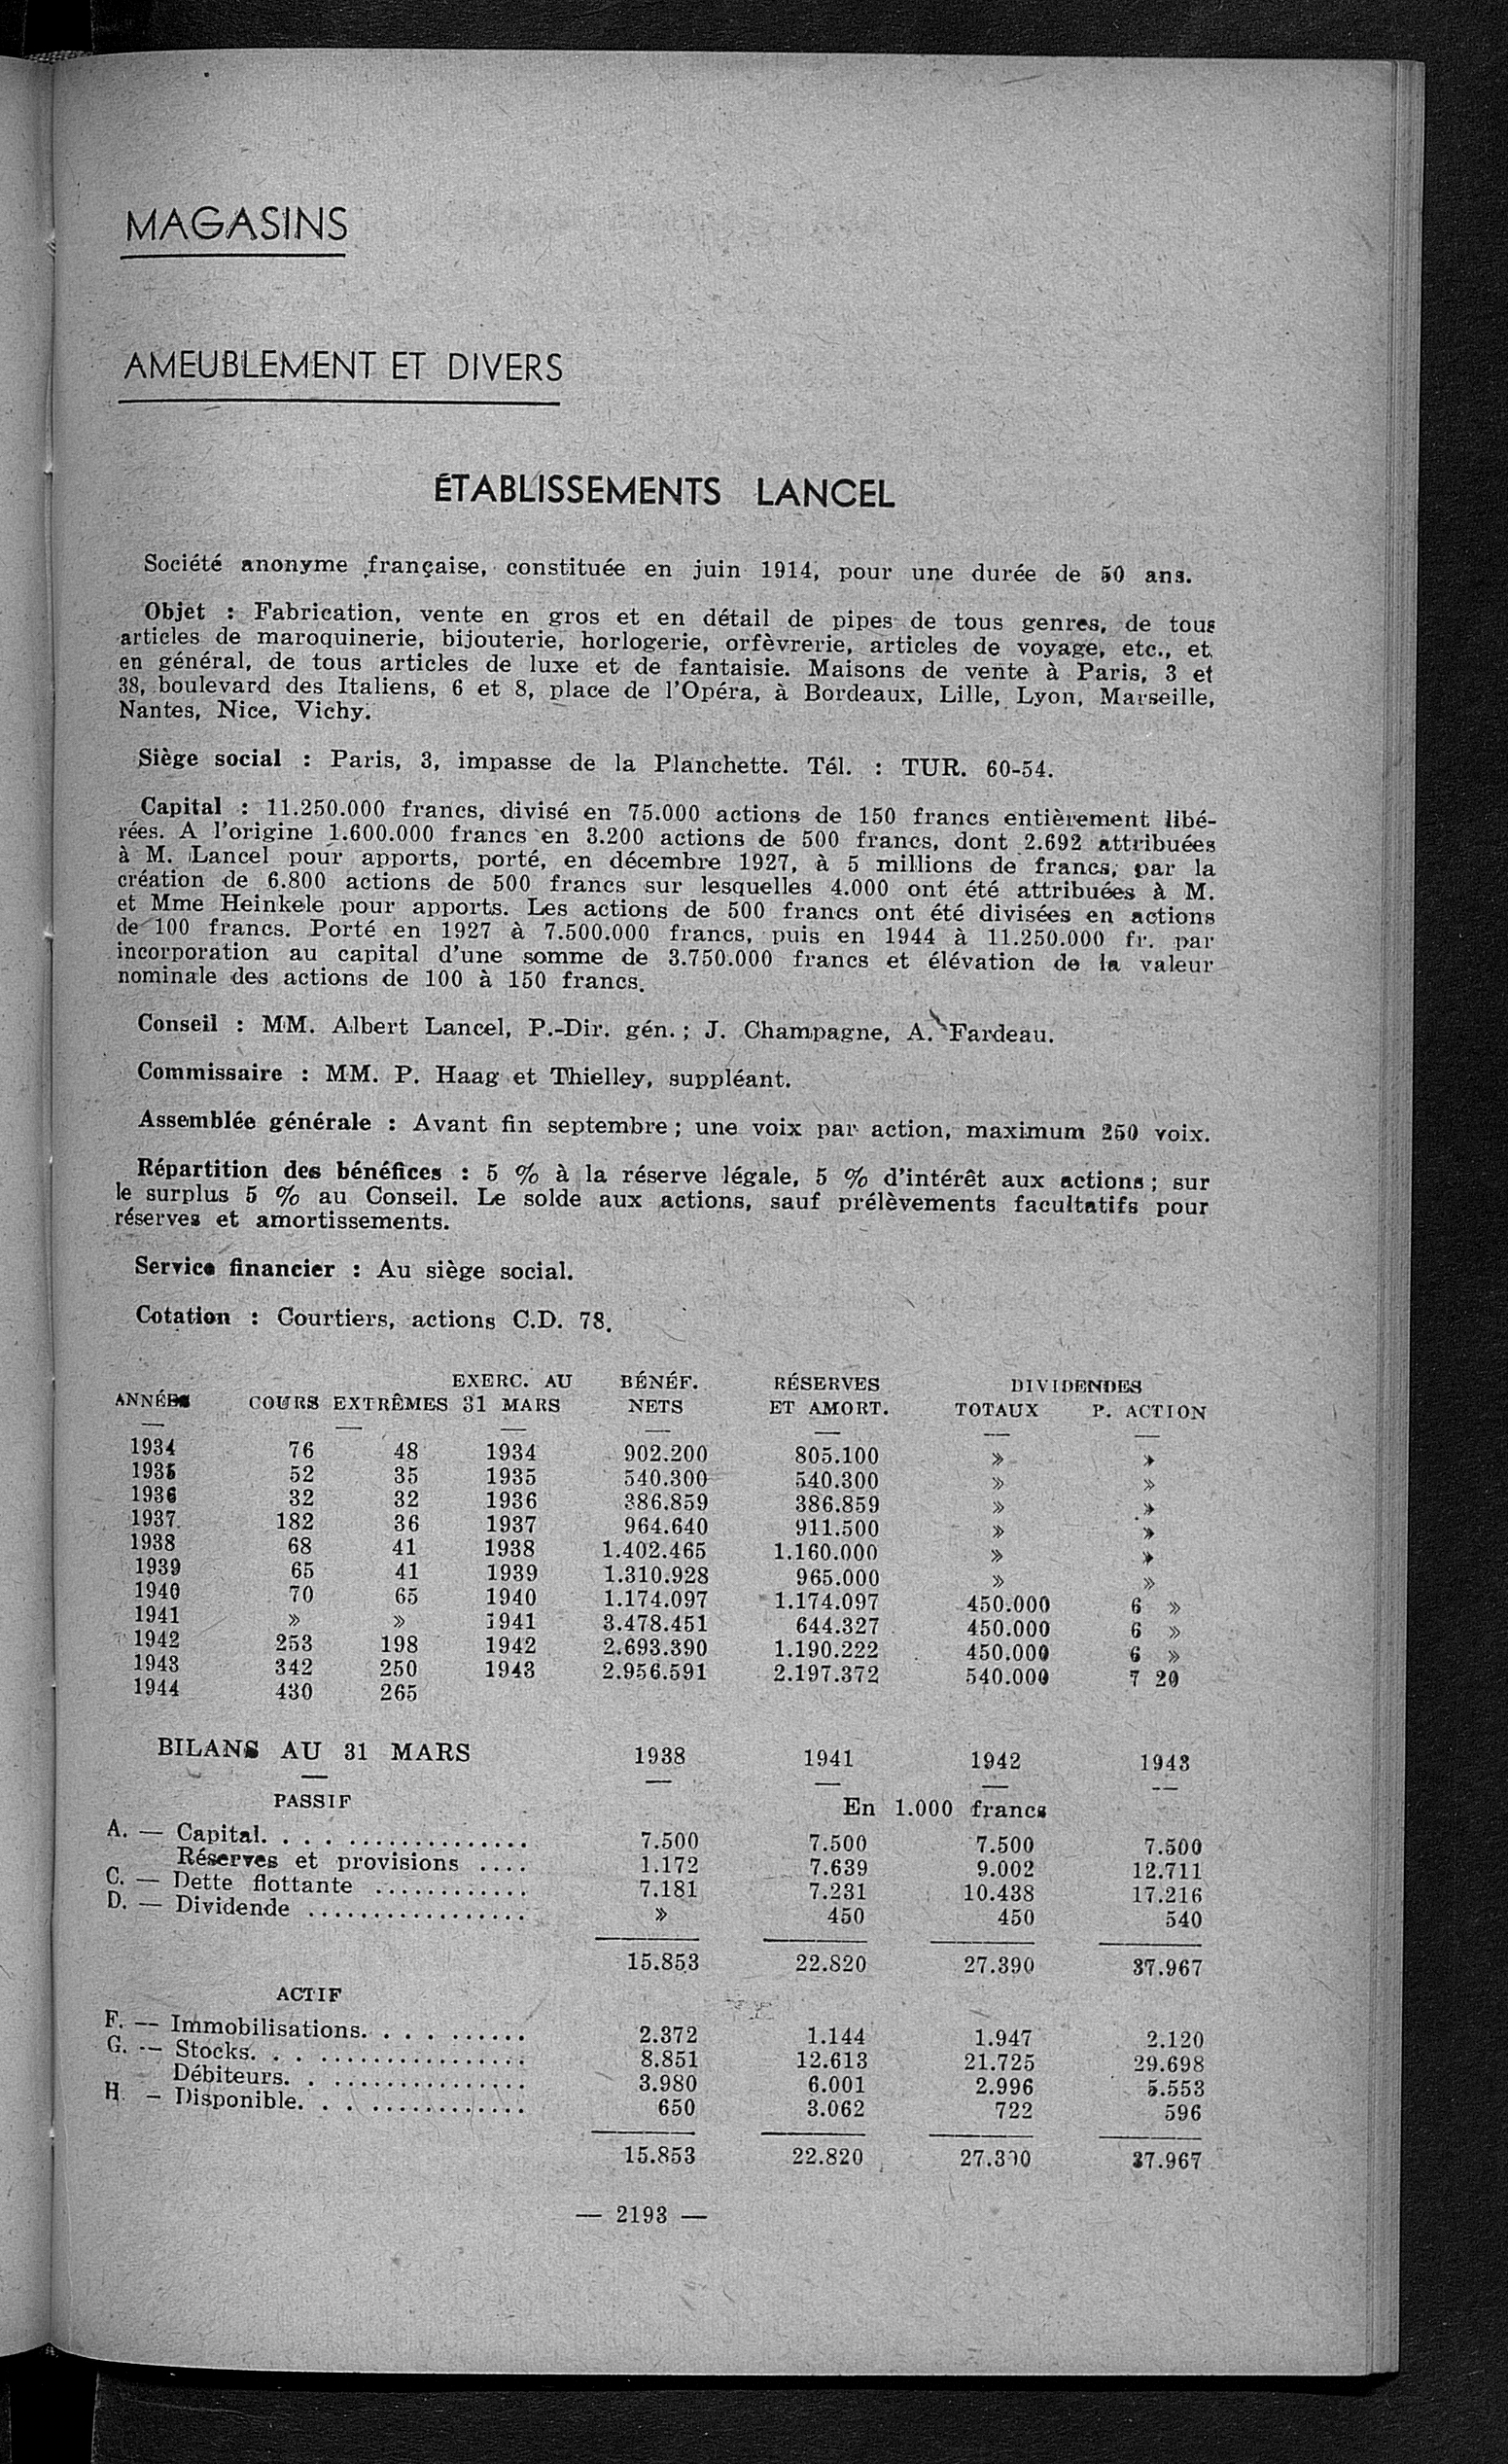 MAGASINS
AMEUBLEMENT ET DIVERS
ÉTABLISSEMENTS LANCEL
Société anonyme française, constituée en juin 1914, pour une durée de 50 ans.
Objet : Fabrication, vente en gros et en détail de pipes de tous genres, de tous
articles de maroquinerie, bijouterie, horlogerie, orfèvrerie, articles de voyage, etc., et
en général, de tous articles de luxe et de fantaisie. Maisons de vente à Paris, 3 et
38, boulevard des Italiens, 6 et 8, place de l'Opéra, à Bordeaux, Lille, Lyon, Marseille,
Nantes, Nice, Vichy.
Siège social : Paris, 3, impasse de la Planchette. Tél. : TUR. 60-54.
Capital : 11.250.000 francs, divisé en 75.000 actions de 150 francs entièrement libé-
rées. A l'origine 1.600.000 francs en 3.200 actions de 500 francs, dont 2.692 attribuées
à M. Lancel pour apports, porté, en décembre 1927, à 5 millions de francs, par la
création de 6.800 actions de 500 francs sur lesquelles 4.000 ont été attribuées à M.
et Mme Heinkele pour apports. Les actions de 500 francs ont été divisées en actions
de 100 francs. Porté en 1927 à 7.500.000 francs, puis en 1944 à 11.250.000 fr. par
incorporation au capital d'une somme de 3.750.000 francs et élévation de la valeur
nominale des actions de 100 à 150 francs.
Conseil : MM. Albert Lancel, P.-Dir. gén. ; J. Champagne, A. Fardeau.
Commissaire : MM. P. Haag et Thielley, suppléant.
Assemblée générale : Avant fin septembre ; une voix par action, maximum 250 voix.
Répartition des bénéfices : 5 % à la réserve légale, 5 % d'intérêt aux actions ; sur
le surplus 5 % au Conseil. Le solde aux actions, sauf prélèvements facultatifs pour
réserves et amortissements.
Service financier : Au siège social.
Cotation : Courtiers, actions C.D. 78.
EXERC. AU BÉNÉF. RÉSERVES DIVIDENDES
ANNÉES COURS EXTRÊMES 31 MARS NETS ET AMORT. TOTAUX P. ACTION
1934 76 48 1934 902.200 805.100 » »
1935 52 35 1935 540.300 540.300 » »
1936 32 32 1936 386.859 386.859 » »
1937 182 36 1937 964.640 911.500 » »
1938 68 41 1938 1.402.465 1.160.000 » »
1939 65 41 1939 1.310.928 965.000 » »
1940 70 65 1940 1.174.097 1.174.097 450.000 6 »
1941 » » 1941 3.478.451 644.327 450.000 6 »
1942 253 198 1942 2.693.390 1.190.222 450.000 6 »
1943 342 250 1943 2.956.591 2.197.372 540.000 7 20
1944 430 265
BILANS AU 31 MARS 1938 1941 1942 1943
PASSIF En 1.000 francs
A. — Capital. . . . ................. 7.500 7.500 7.500 7.500
Réserves et provisions .... 1.172 7.639 9.002 12.711
C. — Dette flottante ............ 7.181 7.231 10.438 17.216
D. — Dividende ................. » 450 450 540
15.853 22.820 27.390 37.967
ACTIF
F. — Immobilisations. . . . ....... 2.372 1.144 1.947 2.120
G. — Stocks. . . ................ 8.851 12.613 21.725 29.698
Débiteurs. . ............... 3.980 6.001 2.996 5.553
H. — Disponible. . . ............ 650 3.062 722 596
15.853 22.820 27.390 37.967
— 2193 —